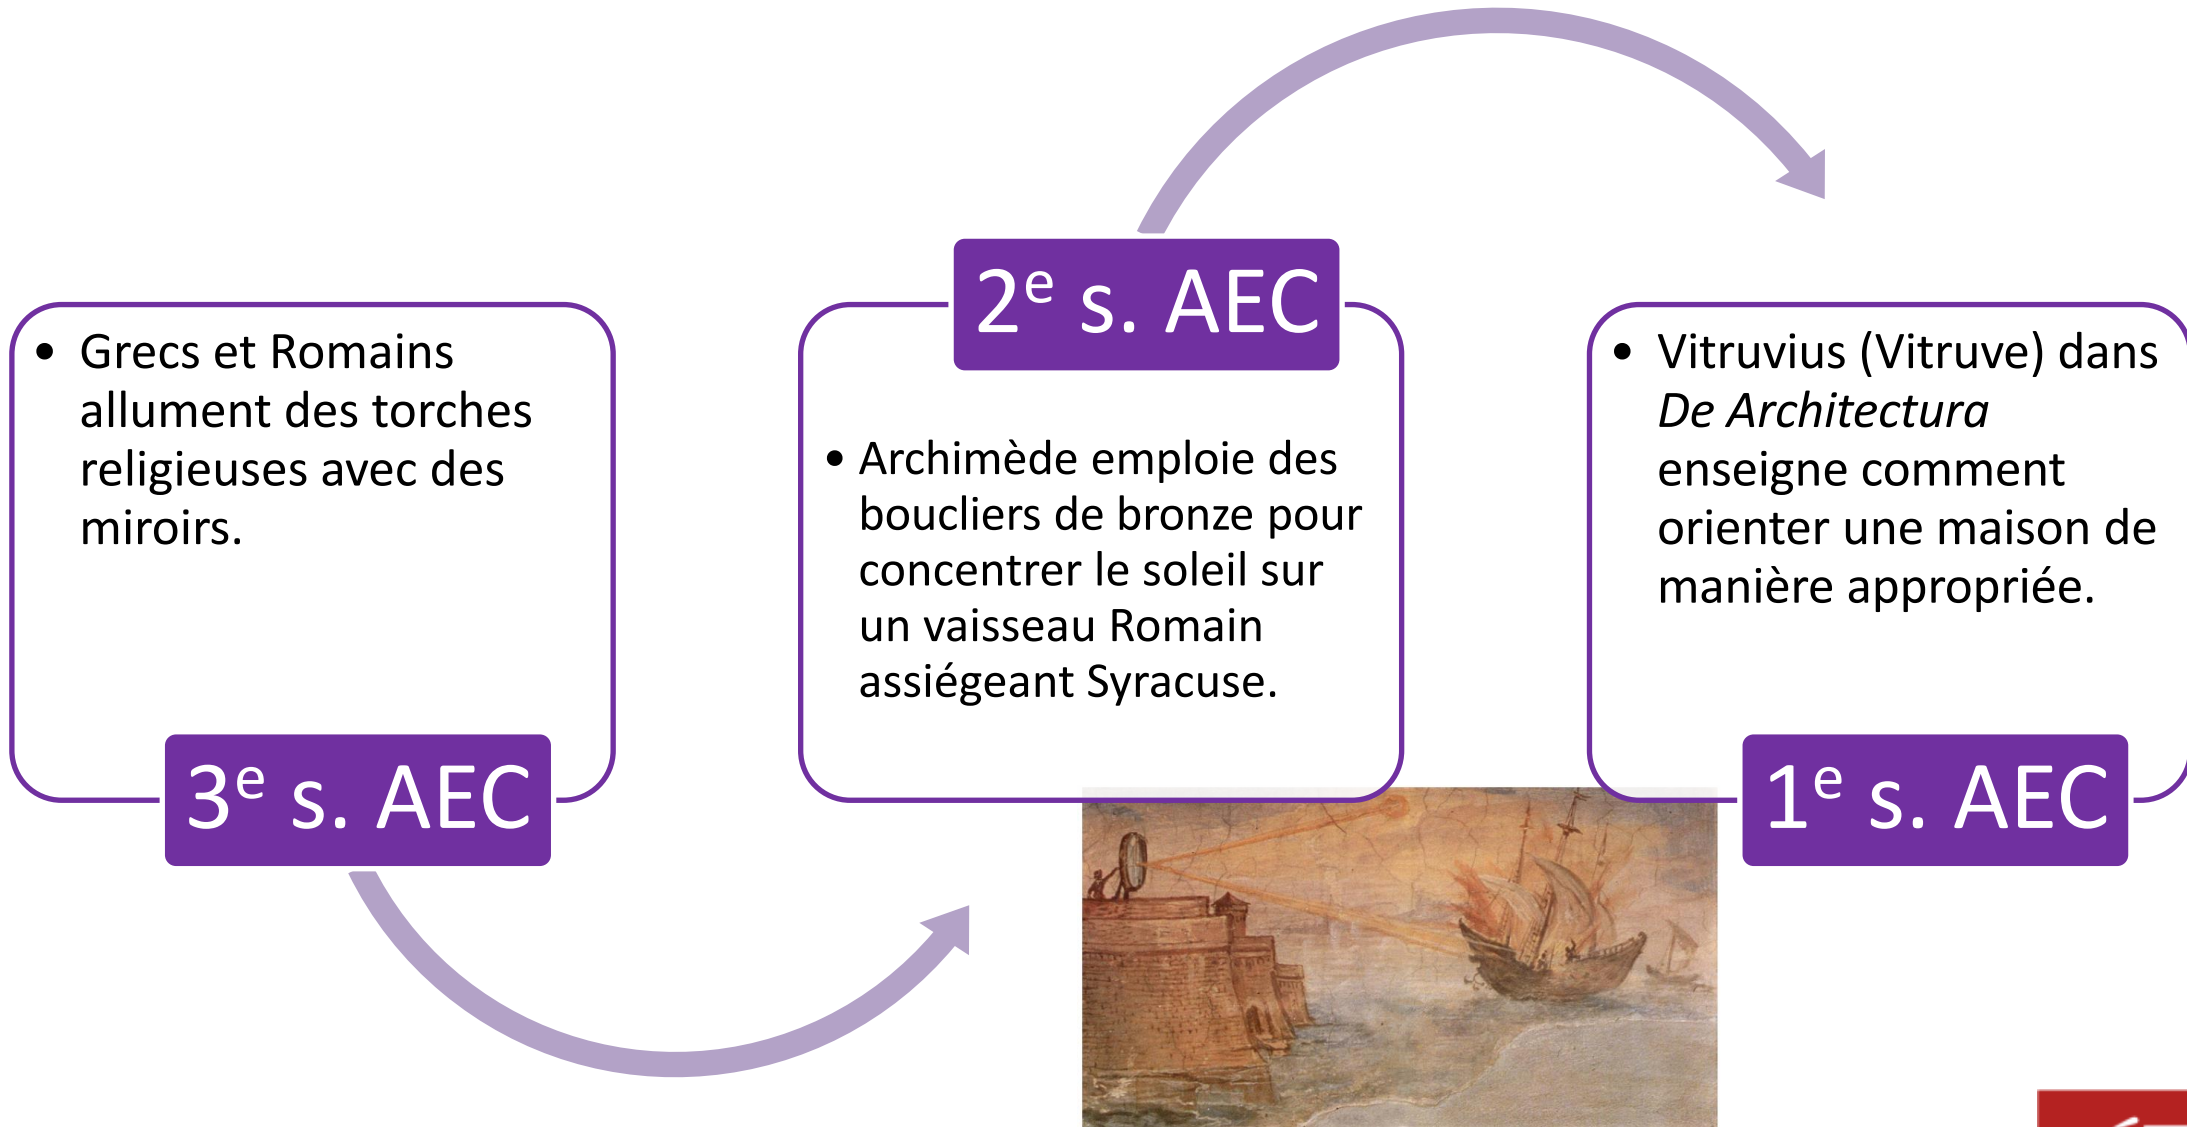 • Grecs et Romains
allument des torches
religieuses avec des
miroirs.
3e s. AEC
2e s. AEC
• Archimède emploie des
boucliers de bronze pour
concentrer le soleil sur
un vaisseau Romain
assiégeant Syracuse.
• Vitruvius (Vitruve) dans
De Architectura
enseigne comment
orienter une maison de
manière appropriée.
1e s. AEC